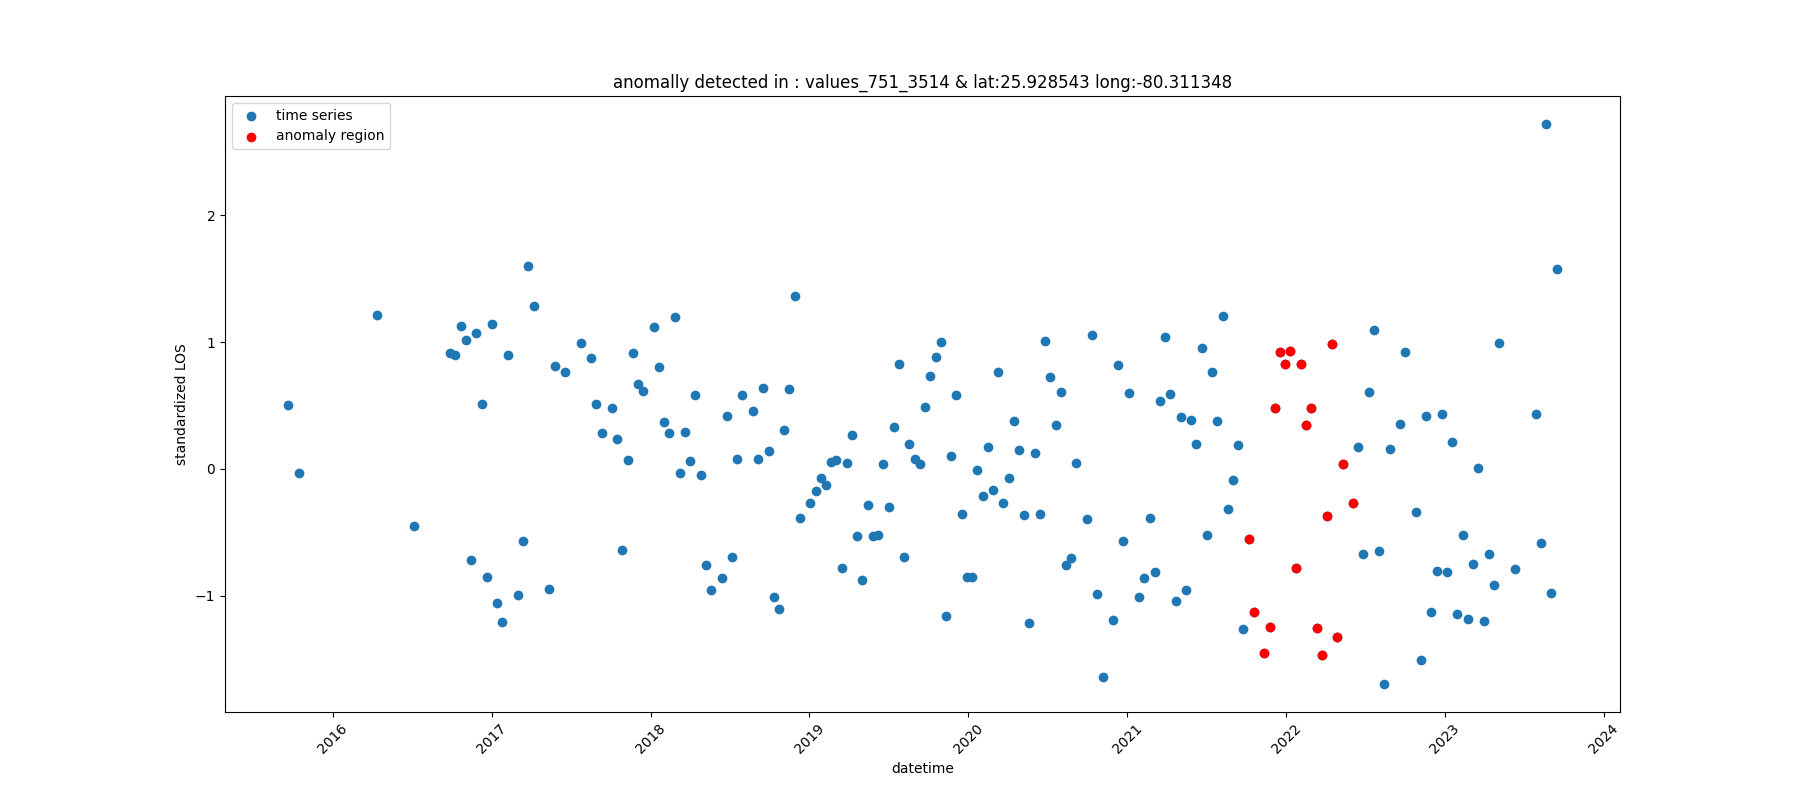 anomally detected in : values_751_3514 & lat:25.928543 long:-80.311348
time series
anomaly region
standardized LOS
2
1
0
−1
2016
2017
2018
2019
2020
2021
2022
2023
2024
datetime